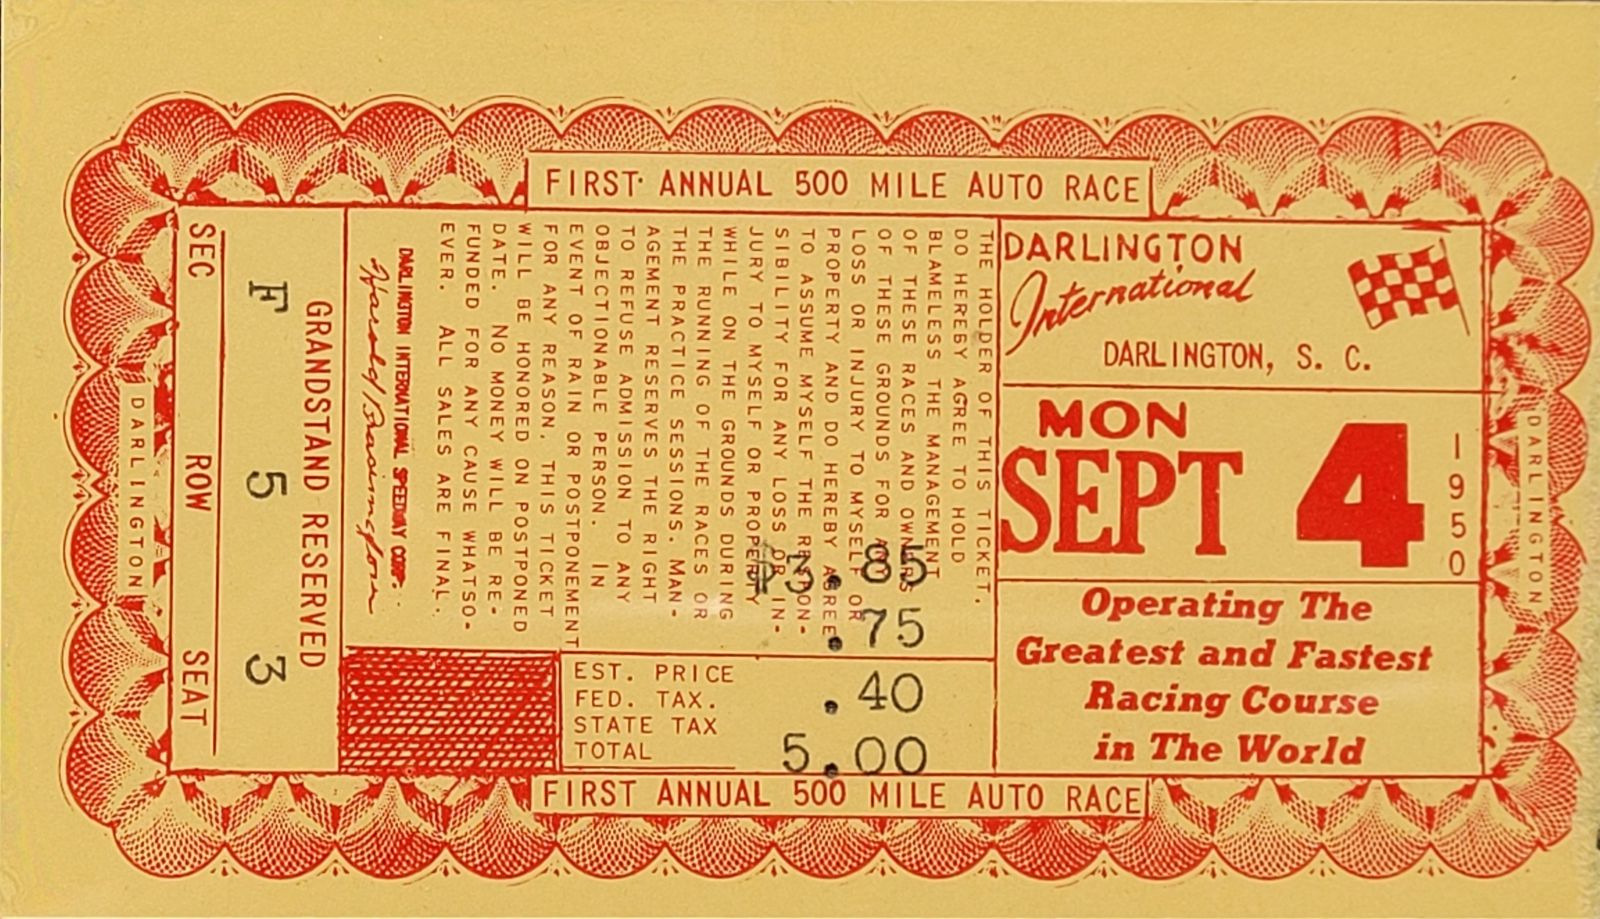 FIRST ANNUAL 500 MILE AUTO RACE
DARLINGTON
International
DARLINGTON, S. C.
MON
SEPT 4
1950
Operating The
Greatest and Fastest
Racing Course
in The World
THE HOLDER OF THIS TICKET.
DO HEREBY AGREE TO HOLD
BLAMELESS THE MANAGEMENT
OF THESE RACES AND OWNERS
OF THESE GROUNDS FOR ANY
LOSS OR INJURY TO MYSELF OR
PROPERTY AND DO HEREBY AGREE
TO ASSUME MYSELF THE RESPON-
SIBILITY FOR ANY LOSS OR IN-
JURY TO MYSELF OR PROPERTY
WHILE ON THE GROUNDS DURING
THE RUNNING OF THE RACES OR
THE PRACTICE SESSIONS. MAN-
AGEMENT RESERVES THE RIGHT
TO REFUSE ADMISSION TO ANY
OBJECTIONABLE PERSON. IN
EVENT OF RAIN OR POSTPONEMENT
FOR ANY REASON, THIS TICKET
WILL BE HONORED ON POSTPONED
DATE. NO MONEY WILL BE RE-
FUNDED FOR ANY CAUSE WHATSO-
EVER. ALL SALES ARE FINAL.
DARLINGTON INTERNATIONAL SPEEDWAY CORP.
Harold Brasington
GRANDSTAND RESERVED
F 5 3
SEC ROW SEAT
$3.85
.75
EST. PRICE
FED. TAX. .40
STATE TAX
TOTAL 5.00
FIRST ANNUAL 500 MILE AUTO RACE
DARLINGTON
DARLINGTON